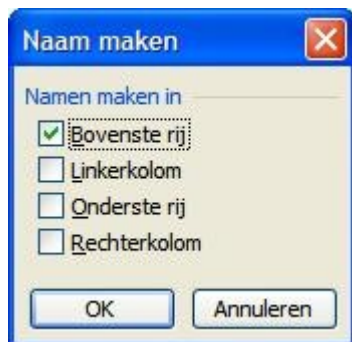 Naam maken
Namen maken in
Bovenste rij
Linkerkolom
Onderste rij
Rechterkolom
OK Annuleren